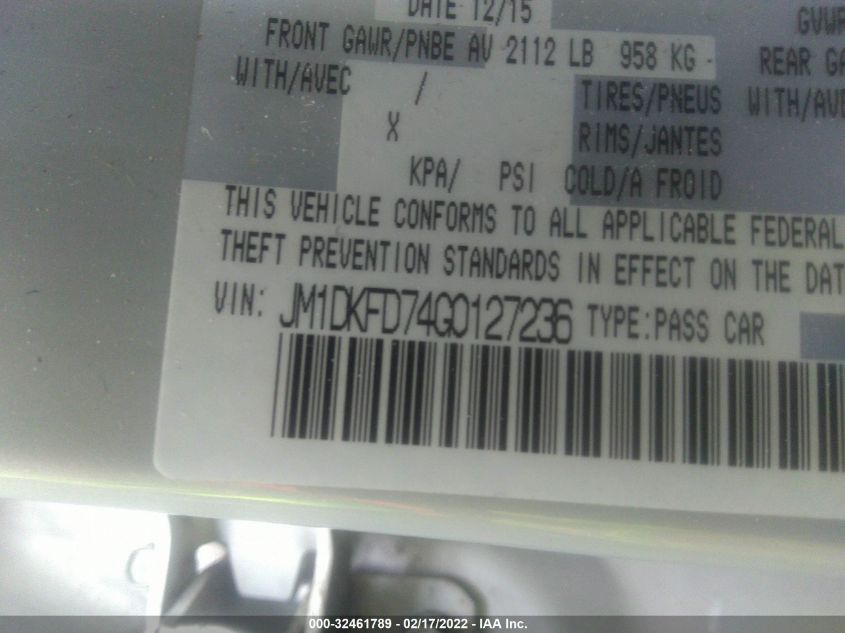 DATE 12/15
GVWR
FRONT GAWR/PNBE AV 2112 LB 958 KG
REAR GA
WITH/AVEC /
TIRES/PNEUS WITH/AVE
X
RIMS/JANTES
KPA/ PSI COLD/A FROID
THIS VEHICLE CONFORMS TO ALL APPLICABLE FEDERAL
THEFT PREVENTION STANDARDS IN EFFECT ON THE DAT
VIN: JM1DKFD74G0127236 TYPE:PASS CAR
000-32461789 - 02/17/2022 - IAA Inc.